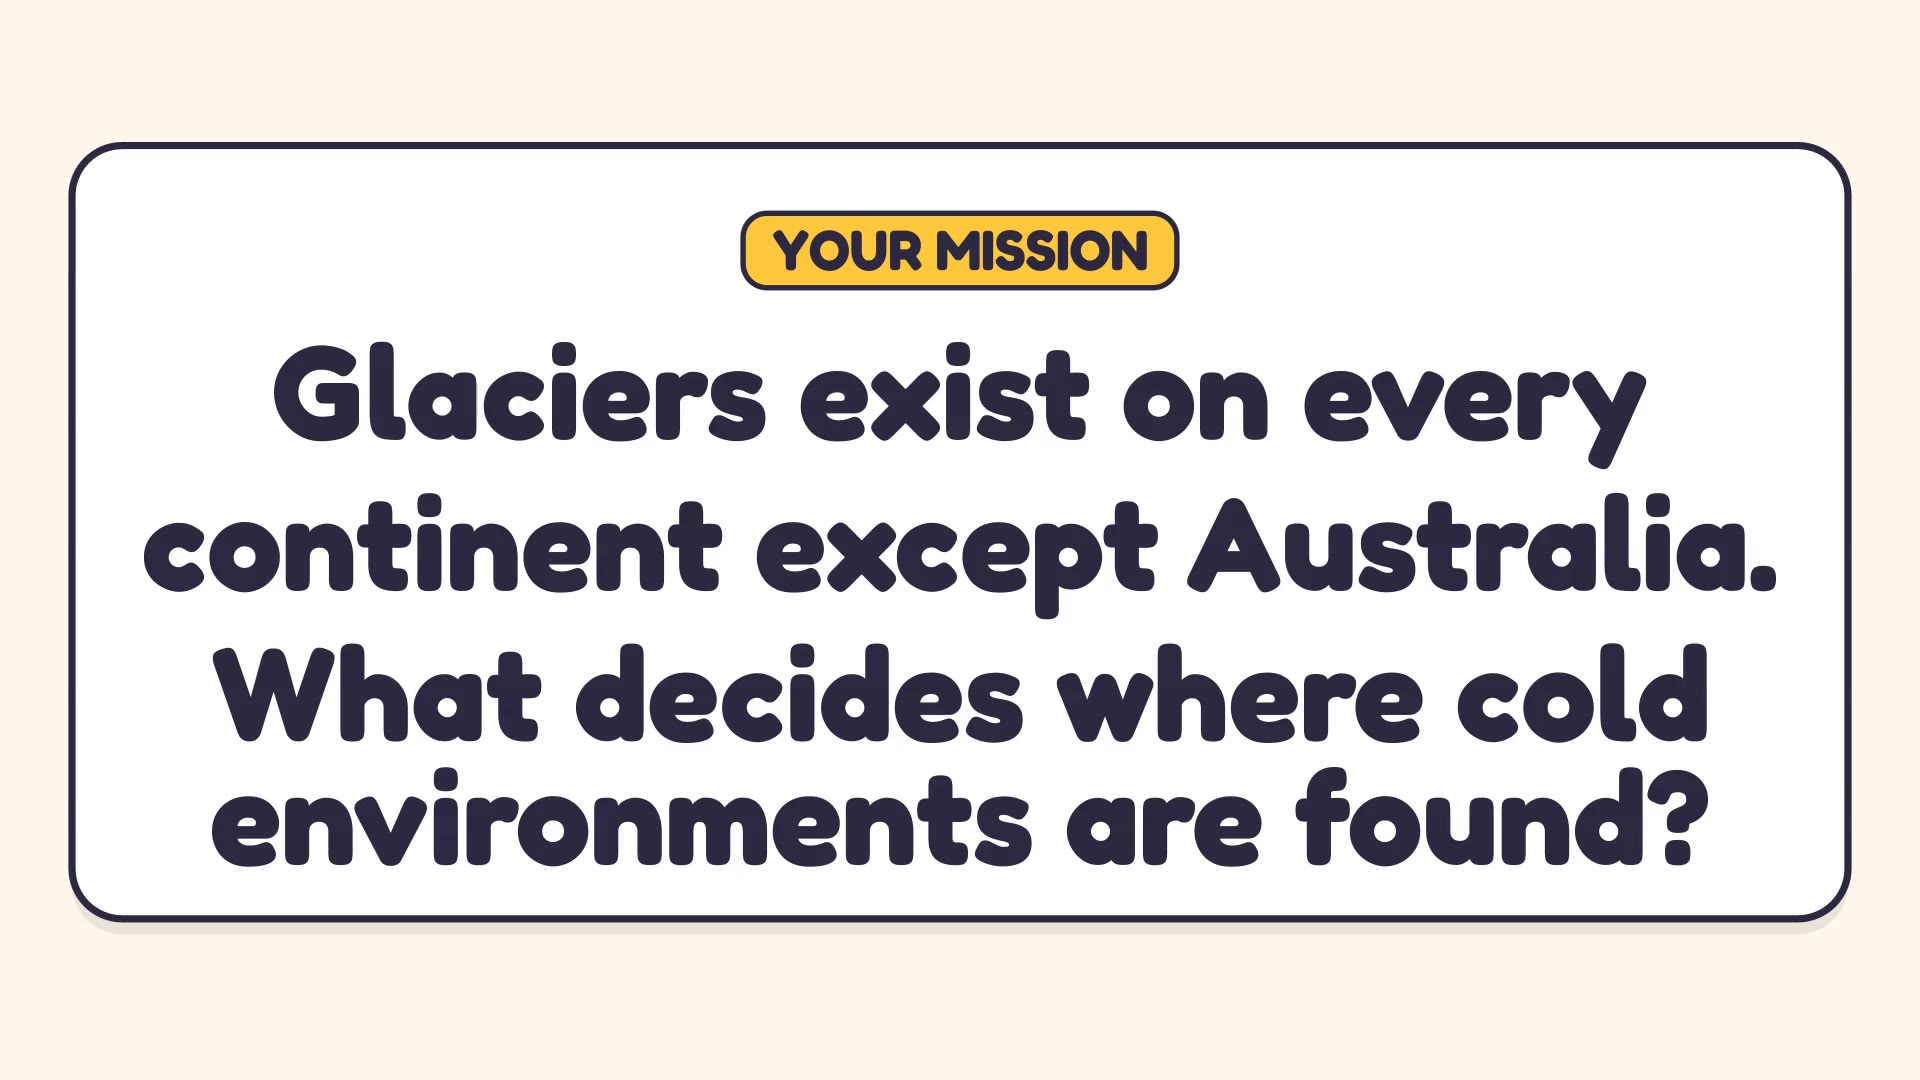 YOUR MISSION
Glaciers exist on every
continent except Australia.
What decides where cold
environments are found?